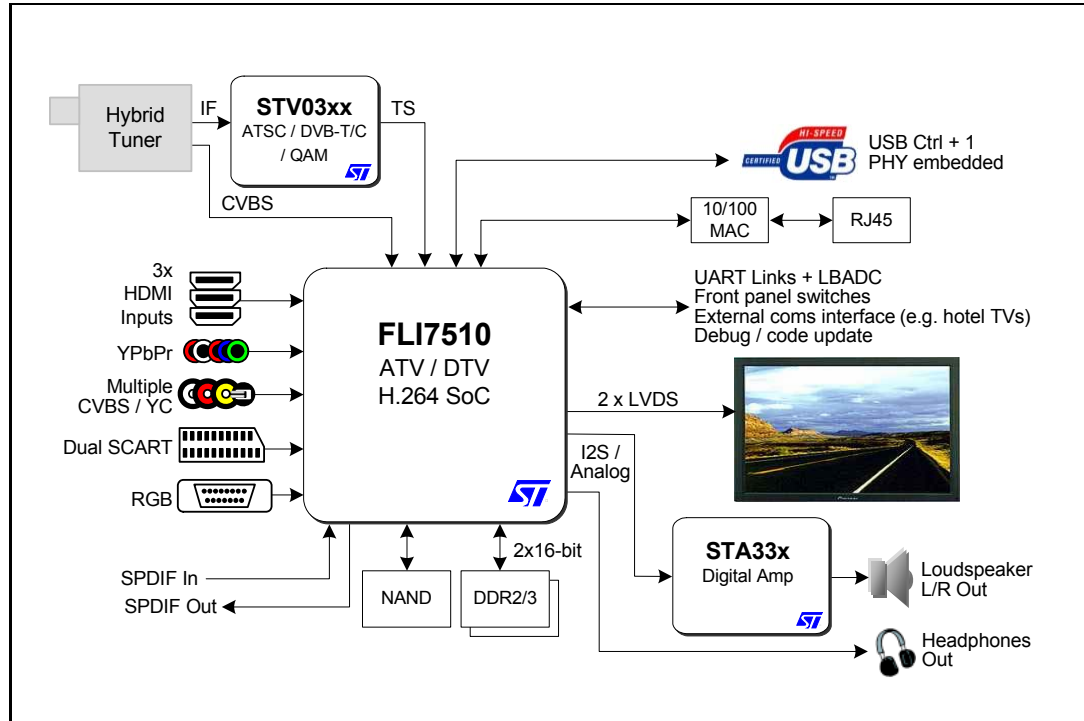 Hybrid
Tuner
IF
STV03xx
ATSC / DVB-T/C
/ QAM
TS
CVBS
HI-SPEED
CERTIFIED
USB
USB Ctrl + 1
PHY embedded
10/100
MAC
RJ45
3x
HDMI
Inputs
YPbPr
Multiple
CVBS / YC
Dual SCART
RGB
FLI7510
ATV / DTV
H.264 SoC
UART Links + LBADC
Front panel switches
External coms interface (e.g. hotel TVs)
Debug / code update
2 x LVDS
I2S /
Analog
SPDIF In
SPDIF Out
NAND
2x16-bit
DDR2/3
STA33x
Digital Amp
Loudspeaker
L/R Out
Headphones
Out